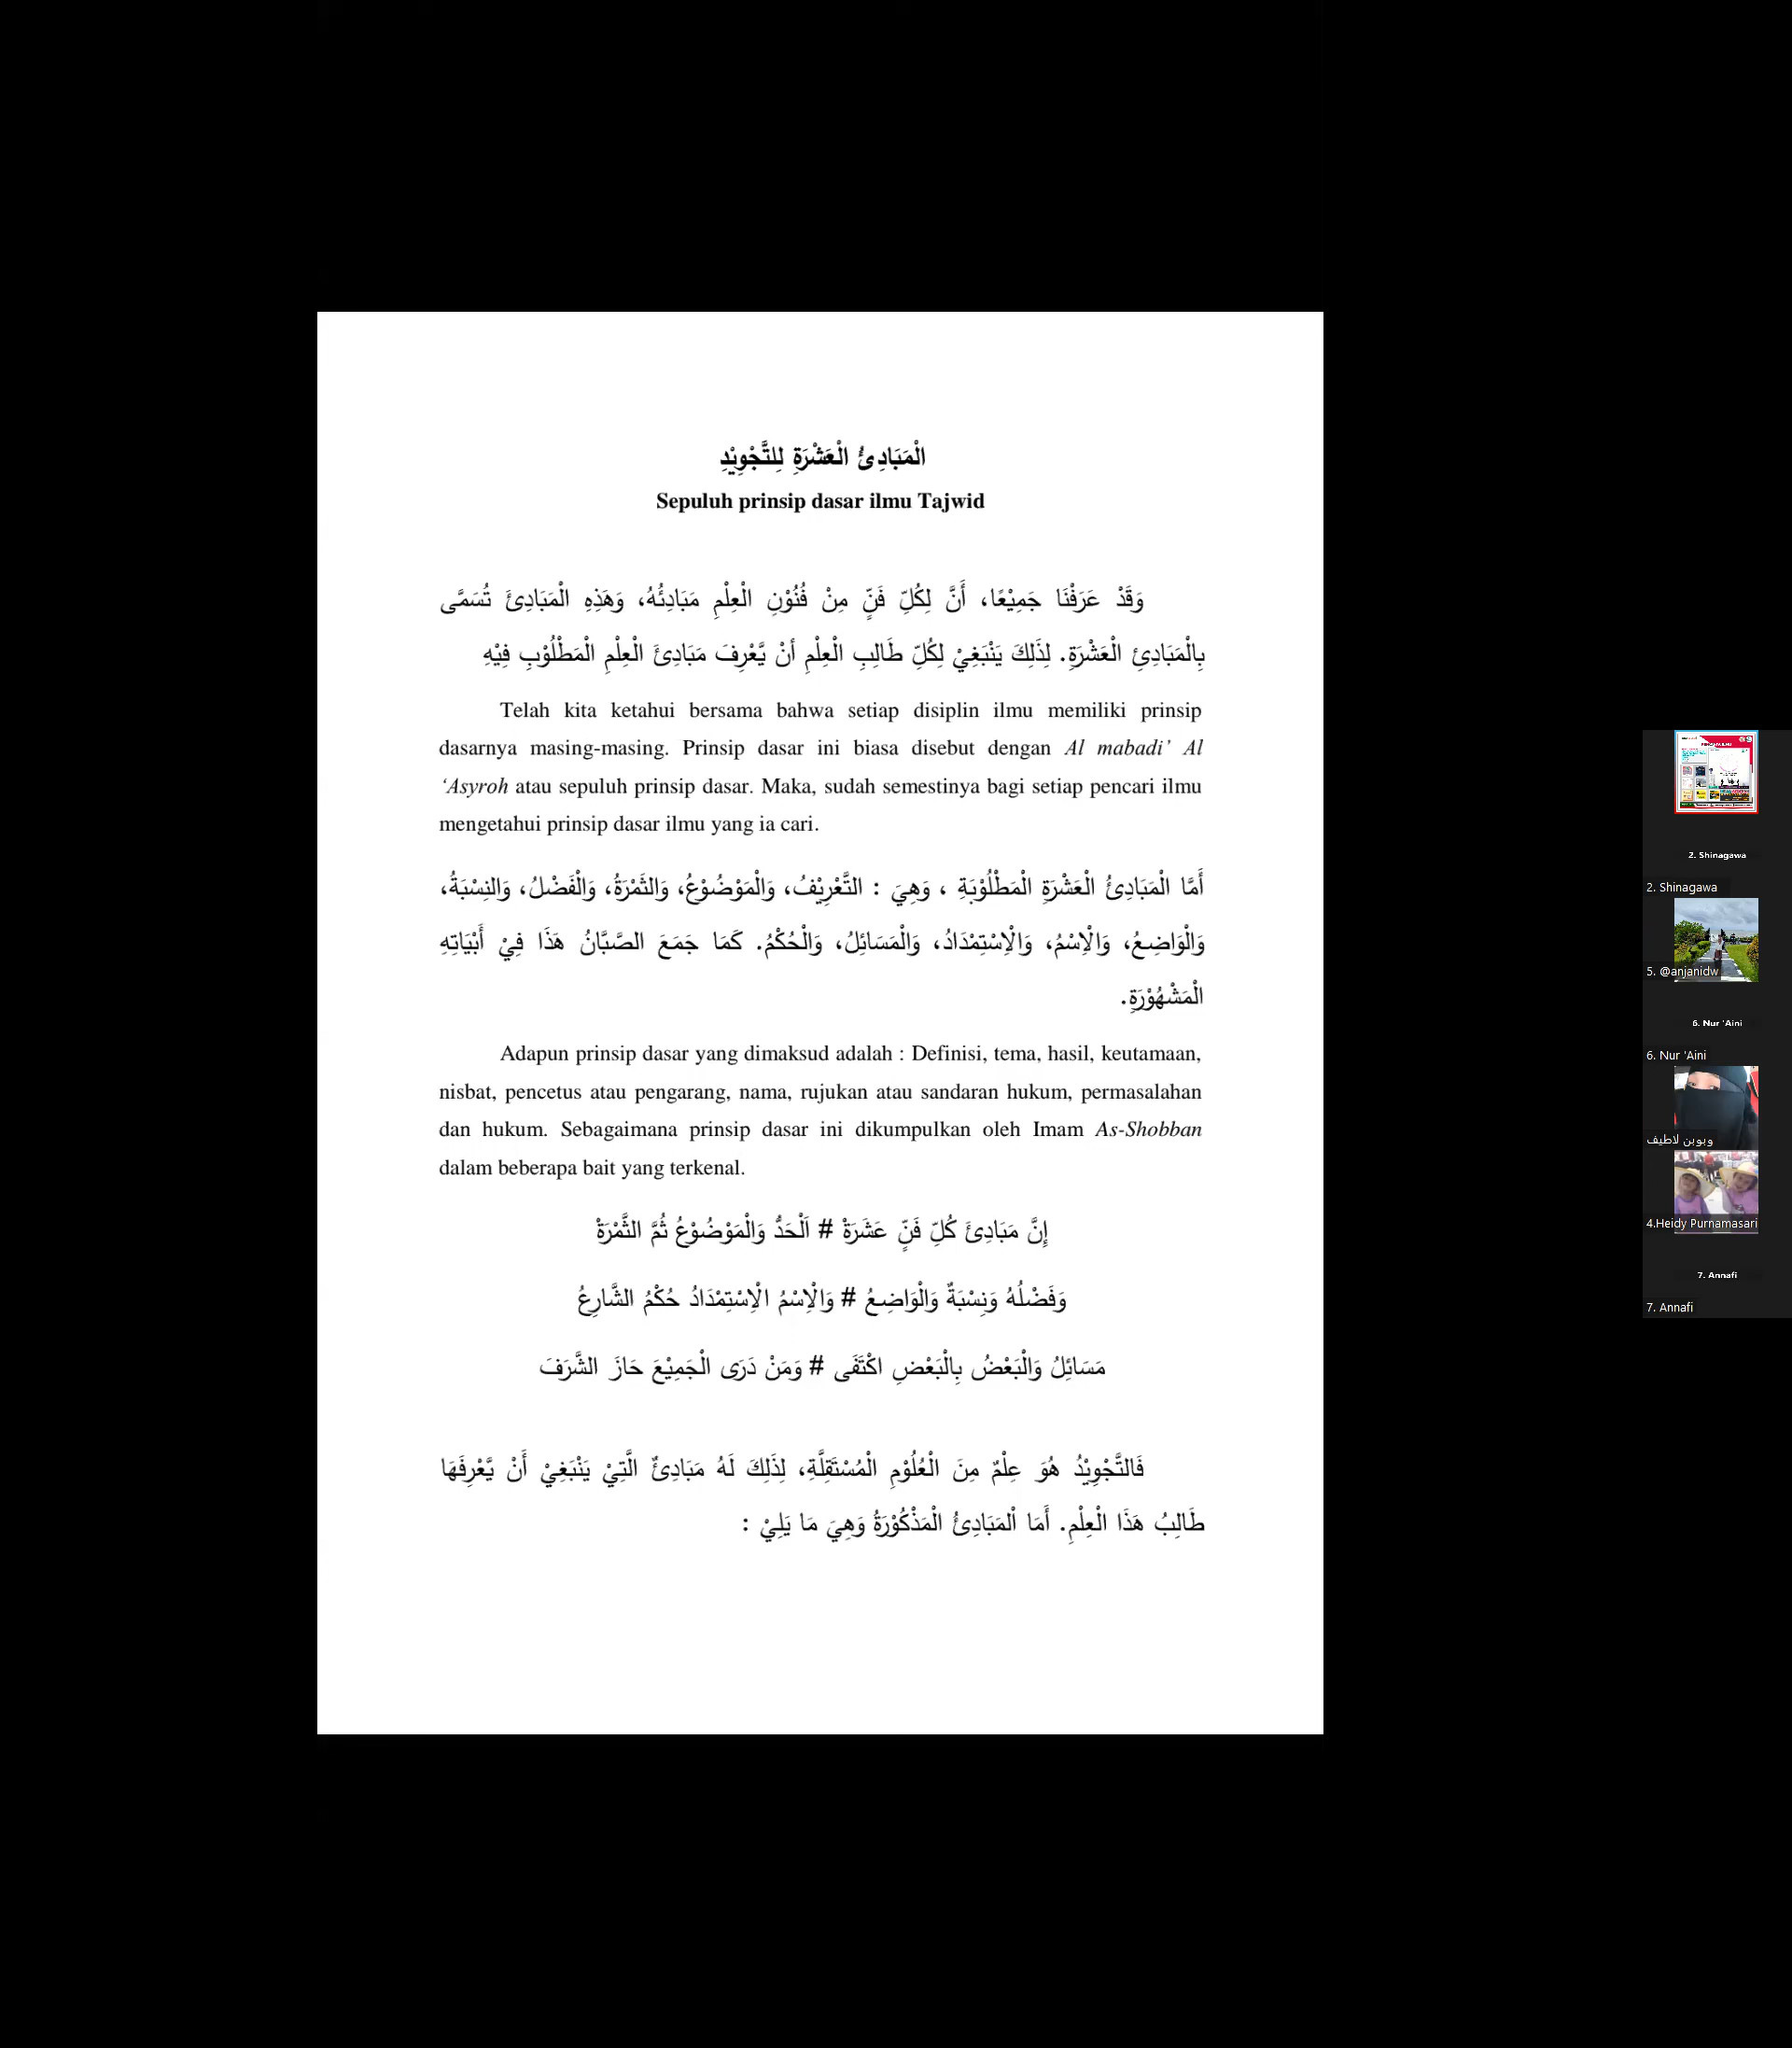 الْمَبَادِئُ الْعَشْرَةِ لِلتَّجْوِيْدِ
Sepuluh prinsip dasar ilmu Tajwid
وَقَدْ عَرَفْنَا جَمِيْعًا، أَنَّ لِكُلِّ فَنٍّ مِنْ فُنُوْنِ الْعِلْمِ مَبَادِئُهُ، وَهَذِهِ الْمَبَادِئَ تُسَمَّى
بِالْمَبَادِئِ الْعَشْرَةِ. لِذَلِكَ يَنْبَغِيْ لِكُلِّ طَالِبِ الْعِلْمِ أنْ يَّعْرِفَ مَبَادِئَ الْعِلْمِ الْمَطْلُوْبِ فِيْهِ
Telah kita ketahui bersama bahwa setiap disiplin ilmu memiliki prinsip
dasarnya masing-masing. Prinsip dasar ini biasa disebut dengan Al mabadi’ Al
‘Asyroh atau sepuluh prinsip dasar. Maka, sudah semestinya bagi setiap pencari ilmu
mengetahui prinsip dasar ilmu yang ia cari.
أَمَّا الْمَبَادِئُ الْعَشْرَةِ الْمَطْلُوْبَةِ ، وَهِيَ : التَّعْرِيْفُ، وَالْمَوْضُوْعُ، وَالثَمْرَةُ، وَالْفَضْلُ، وَالنِسْبَةُ،
وَالْوَاضِعُ، وَالْاِسْمُ، وَالْاِسْتِمْدَادُ، وَالْمَسَائِلُ، وَالْحُكْمُ. كَمَا جَمَعَ الصَّبَّانُ هَذَا فِيْ أَبْيَاتِهِ
الْمَشْهُوْرَةِ.
Adapun prinsip dasar yang dimaksud adalah : Definisi, tema, hasil, keutamaan,
nisbat, pencetus atau pengarang, nama, rujukan atau sandaran hukum, permasalahan
dan hukum. Sebagaimana prinsip dasar ini dikumpulkan oleh Imam As-Shobban
dalam beberapa bait yang terkenal.
إِنَّ مَبَادِئَ كُلِّ فَنٍّ عَشَرَةْ # اَلْحَدُّ وَالْمَوْضُوْعُ ثُمَّ الثَّمْرَةْ
وَفَضْلُهُ وَنِسْبَةٌ وَالْوَاضِعُ # وَالْاِسْمُ الْاِسْتِمْدَادُ حُكْمُ الشَّارِعُ
مَسَائِلُ وَالْبَعْضُ بِالْبَعْضِ اكْتَفَى # وَمَنْ دَرَى الْجَمِيْعَ حَازَ الشَّرَفَ
فَالتَّجْوِيْدُ هُوَ عِلْمٌ مِنَ الْعُلُوْمِ الْمُسْتَقِلَّةِ، لِذَلِكَ لَهُ مَبَادِئٌ الَّتِيْ يَنْبَغِيْ أَنْ يَّعْرِفَهَا
طَالِبُ هَذَا الْعِلْمِ. أَمَا اْلمَبَادِئُ الْمَذْكُوْرَةُ وَهِيَ مَا يَلِيْ :
2. Shinagawa
2. Shinagawa
5. @anjanidw
6. Nur 'Aini
6. Nur 'Aini
وبوبن لاطيف
4.Heidy Purnamasari
7. Annafi
7. Annafi